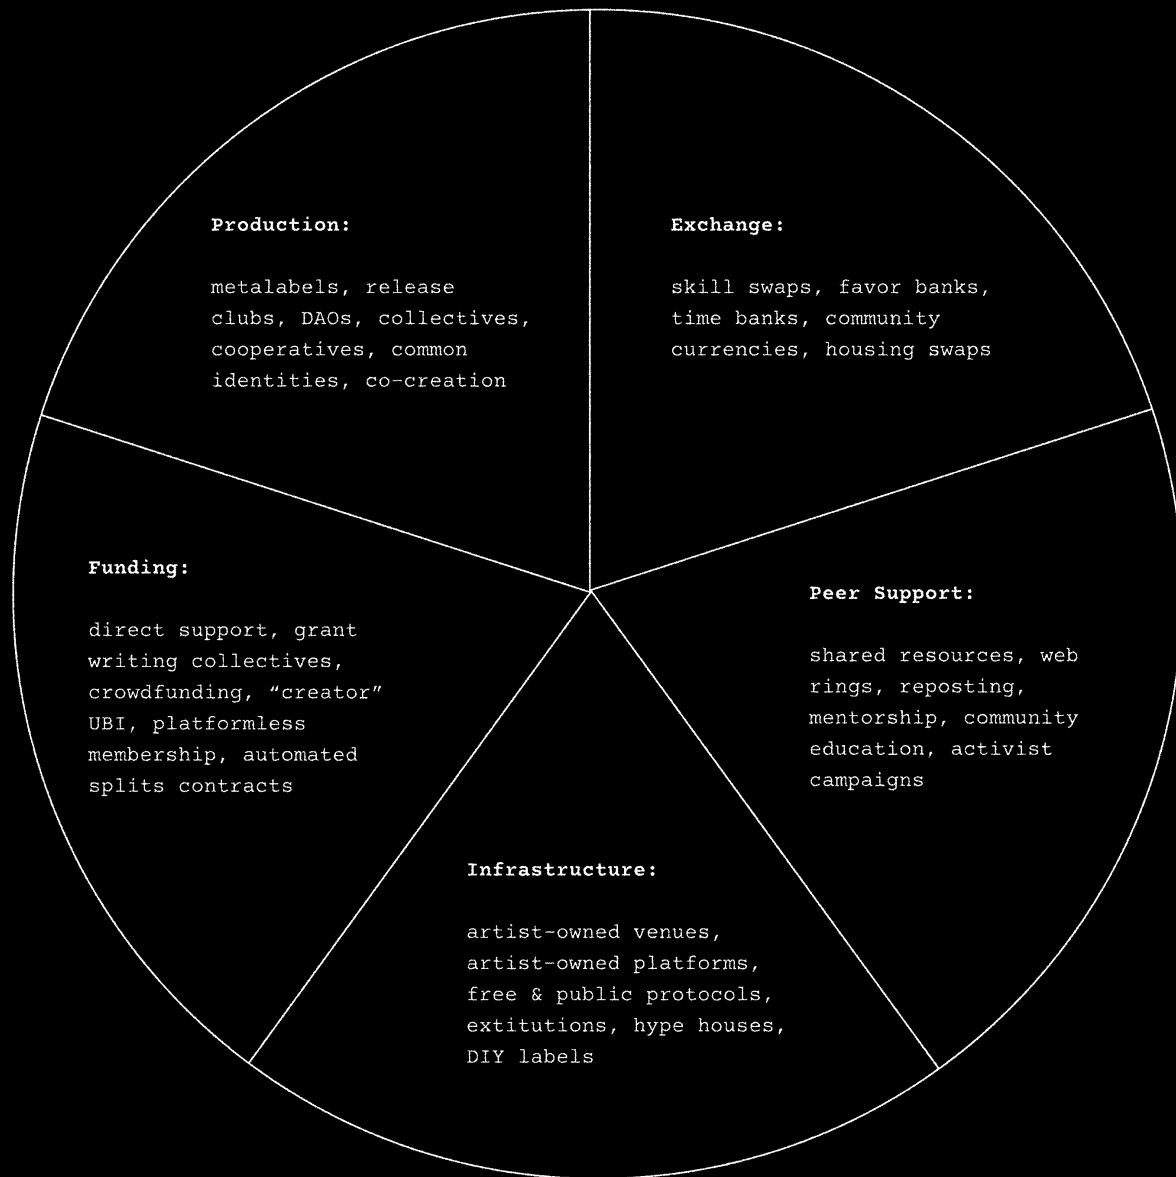 Production:
metalabels, release
clubs, DAOs, collectives,
cooperatives, common
identities, co-creation
Exchange:
skill swaps, favor banks,
time banks, community
currencies, housing swaps
Funding:
direct support, grant
writing collectives,
crowdfunding, “creator”
UBI, platformless
membership, automated
splits contracts
Peer Support:
shared resources, web
rings, reposting,
mentorship, community
education, activist
campaigns
Infrastructure:
artist-owned venues,
artist-owned platforms,
free & public protocols,
extitutions, hype houses,
DIY labels